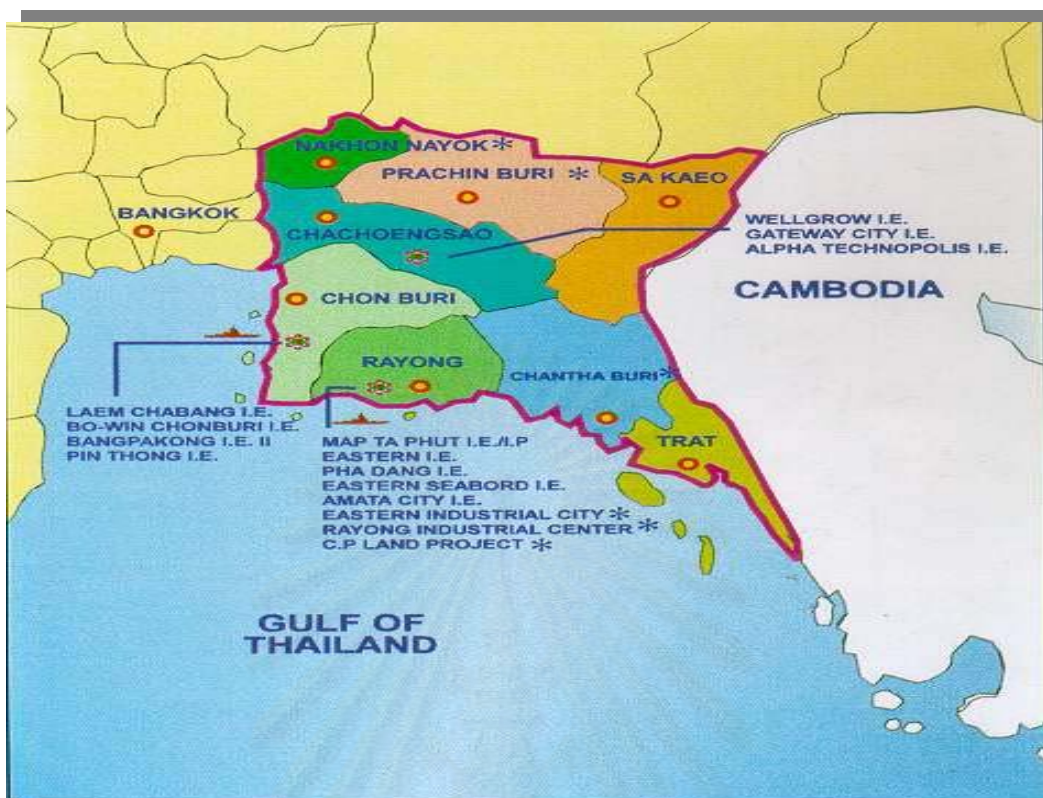 NAKHON NAYOK*
PRACHIN BURI *
SA KAEO
BANGKOK
CHACHOENGSAO
WELLGROW I.E.
GATEWAY CITY I.E.
ALPHA TECHNOPOLIS I.E.
CAMBODIA
CHON BURI
RAYONG
CHANTHA BURI*
LAEM CHABANG I.E.
BO-WIN CHONBURI I.E.
BANGPAKONG I.E. II
PIN THONG I.E.
MAP TA PHUT I.E./I.P
EASTERN I.E.
PHA DANG I.E.
EASTERN SEABORD I.E.
AMATA CITY I.E.
EASTERN INDUSTRIAL CITY *
RAYONG INDUSTRIAL CENTER *
C.P LAND PROJECT *
TRAT
GULF OF
THAILAND